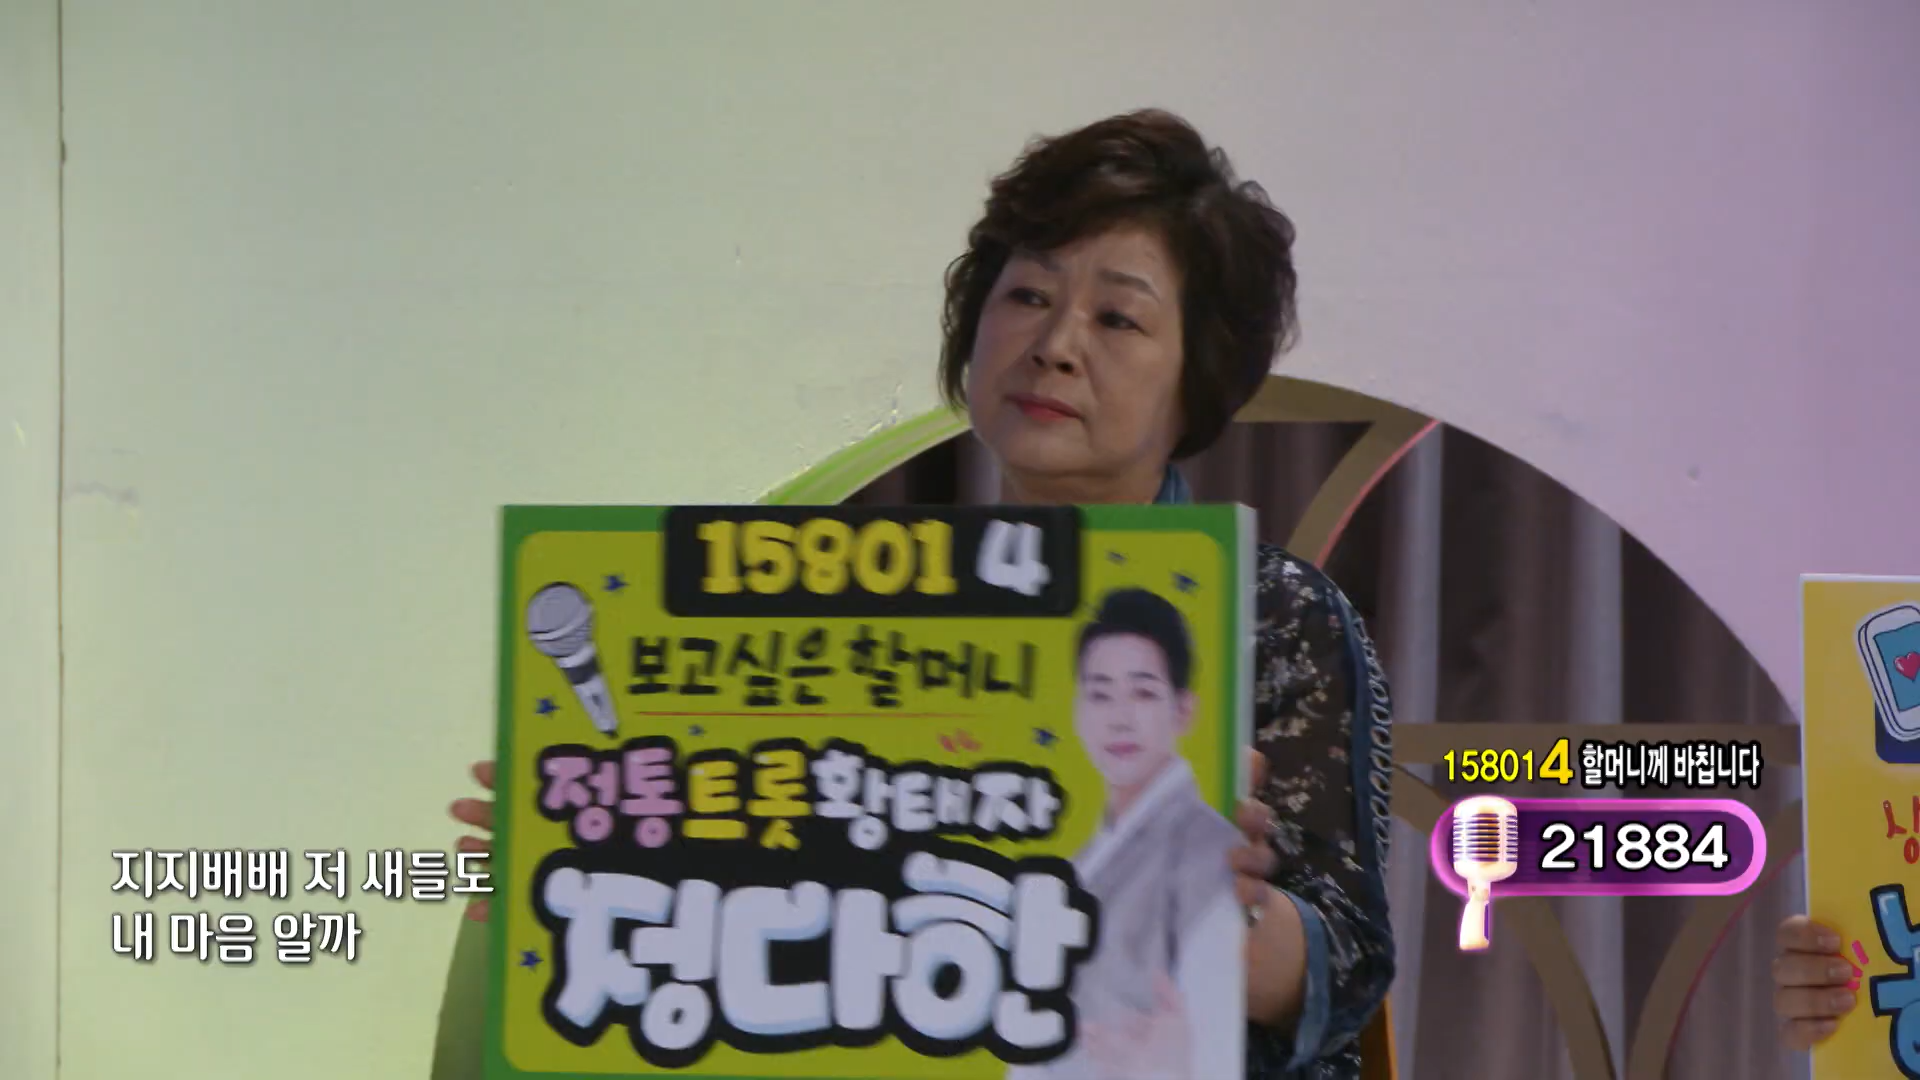 15801 4
보고싶은 할머니
정통트롯황태자
정다한
158014 할머니께 바칩니다
21884
지지배배 저 새들도
내 마음 알까